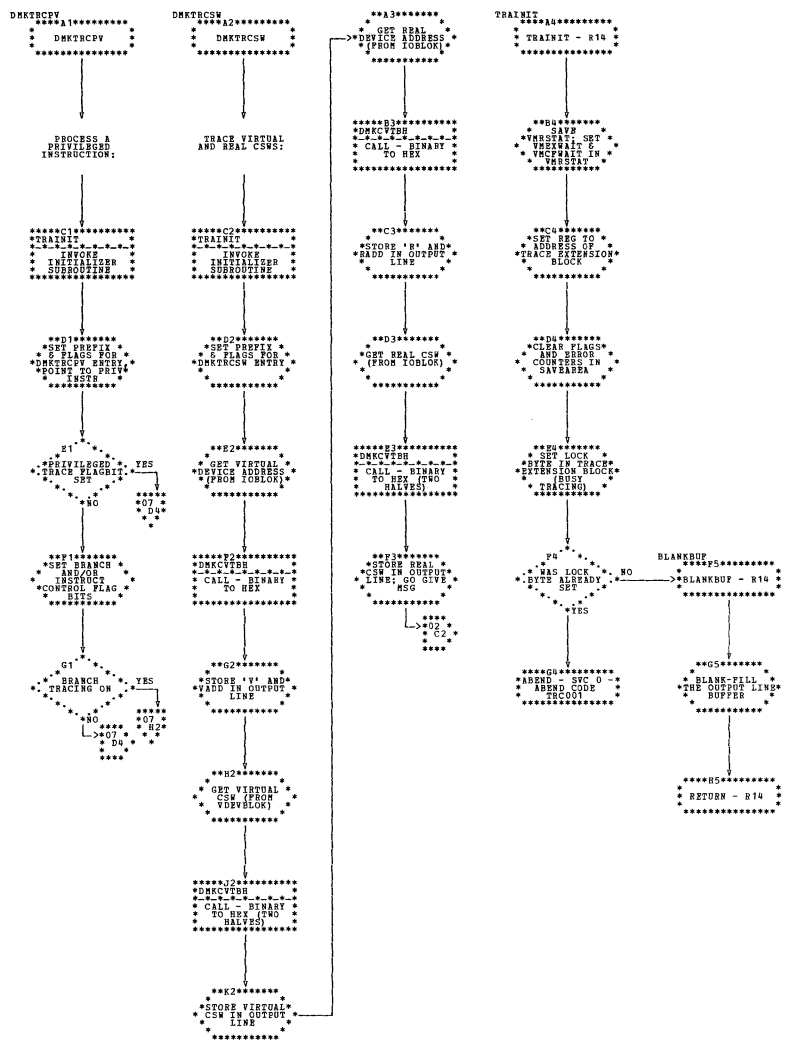 DMKTRCPV
A1
DMKTRCPV
PROCESS A
PRIVILEGED
INSTRUCTION:
C1
TRAINIT
INVOKE
INITIALIZER
SUBROUTINE
D1
SET PREFIX
& FLAGS FOR
DMKTRCPV ENTRY,
POINT TO PRIV
INSTR
E1
PRIVILEGED
TRACE FLAGBIT
SET
YES
07
D4
NO
F1
SET BRANCH
AND/OR
INSTRUCT
CONTROL FLAG
BITS
G1
BRANCH
TRACING ON
YES
07
H2
NO
07
D4
DMKTRCSW
A2
DMKTRCSW
TRACE VIRTUAL
AND REAL CSWS:
C2
TRAINIT
INVOKE
INITIALIZER
SUBROUTINE
D2
SET PREFIX
& FLAGS FOR
DMKTRCSW ENTRY
E2
GET VIRTUAL
DEVICE ADDRESS
(FROM IOBLOK)
F2
DMKCVTBH
CALL - BINARY
TO HEX
G2
STORE 'V' AND
VADD IN OUTPUT
LINE
H2
GET VIRTUAL
CSW (FROM
VDEVBLOK)
J2
DMKCVTBH
CALL - BINARY
TO HEX (TWO
HALVES)
K2
STORE VIRTUAL
CSW IN OUTPUT
LINE
A3
GET REAL
DEVICE ADDRESS
(FROM IOBLOK)
B3
DMKCVTBH
CALL - BINARY
TO HEX
C3
STORE 'R' AND
RADD IN OUTPUT
LINE
D3
GET REAL CSW
(FROM IOBLOK)
E3
DMKCVTBH
CALL - BINARY
TO HEX (TWO
HALVES)
F3
STORE REAL
CSW IN OUTPUT
LINE; GO GIVE
MSG
02
C2
TRAINIT
A4
TRAINIT - R14
B4
SAVE
VMRSTAT; SET
VMEXWAIT &
VMCFWAIT IN
VMRSTAT
C4
SET REG TO
ADDRESS OF
TRACE EXTENSION
BLOCK
D4
CLEAR FLAGS
AND ERROR
COUNTERS IN
SAVEAREA
E4
SET LOCK
BYTE IN TRACE
EXTENSION BLOCK
(BUSY
TRACING)
F4
WAS LOCK
BYTE ALREADY
SET
NO
YES
G4
ABEND - SVC 0 -
ABEND CODE
TRC001
BLANKBUF
F5
BLANKBUF - R14
G5
BLANK-FILL
THE OUTPUT LINE
BUFFER
H5
RETURN - R14